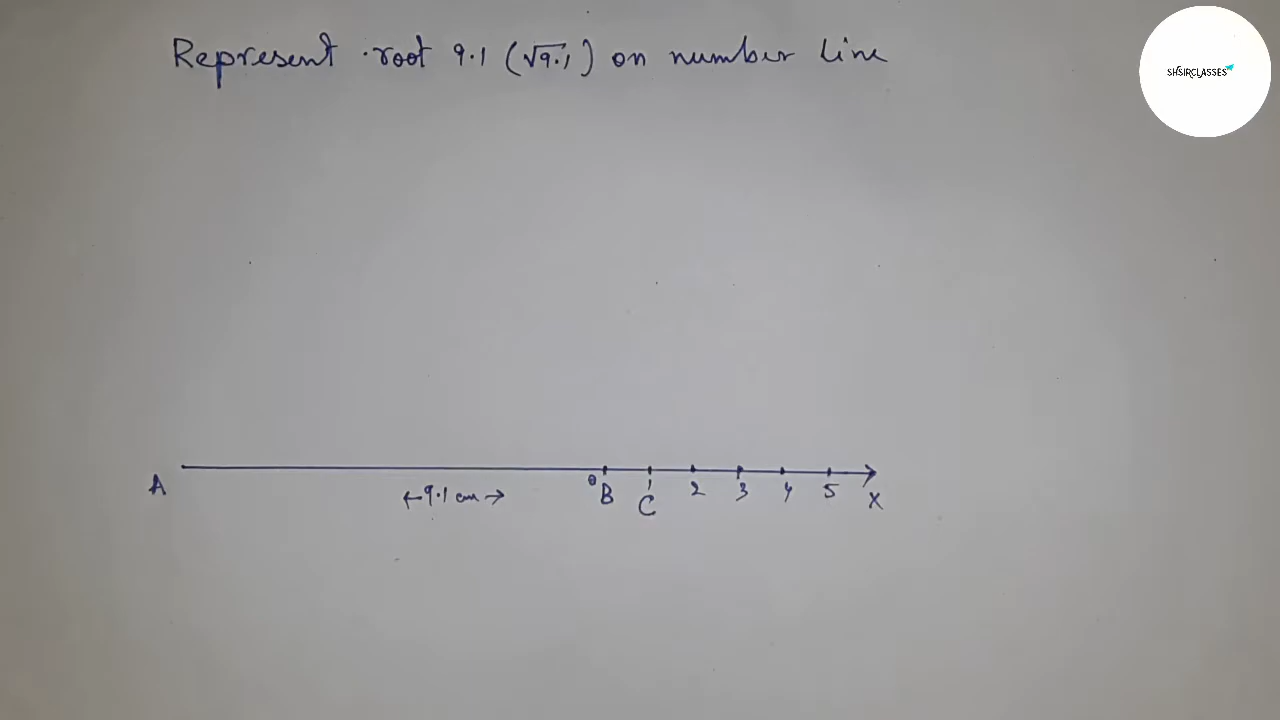 Represent root 9.1 (√9.1) on number line
SHSIRCLASSES
A ←9.1 cm→ 0 B 1 C 2 3 4 5 X